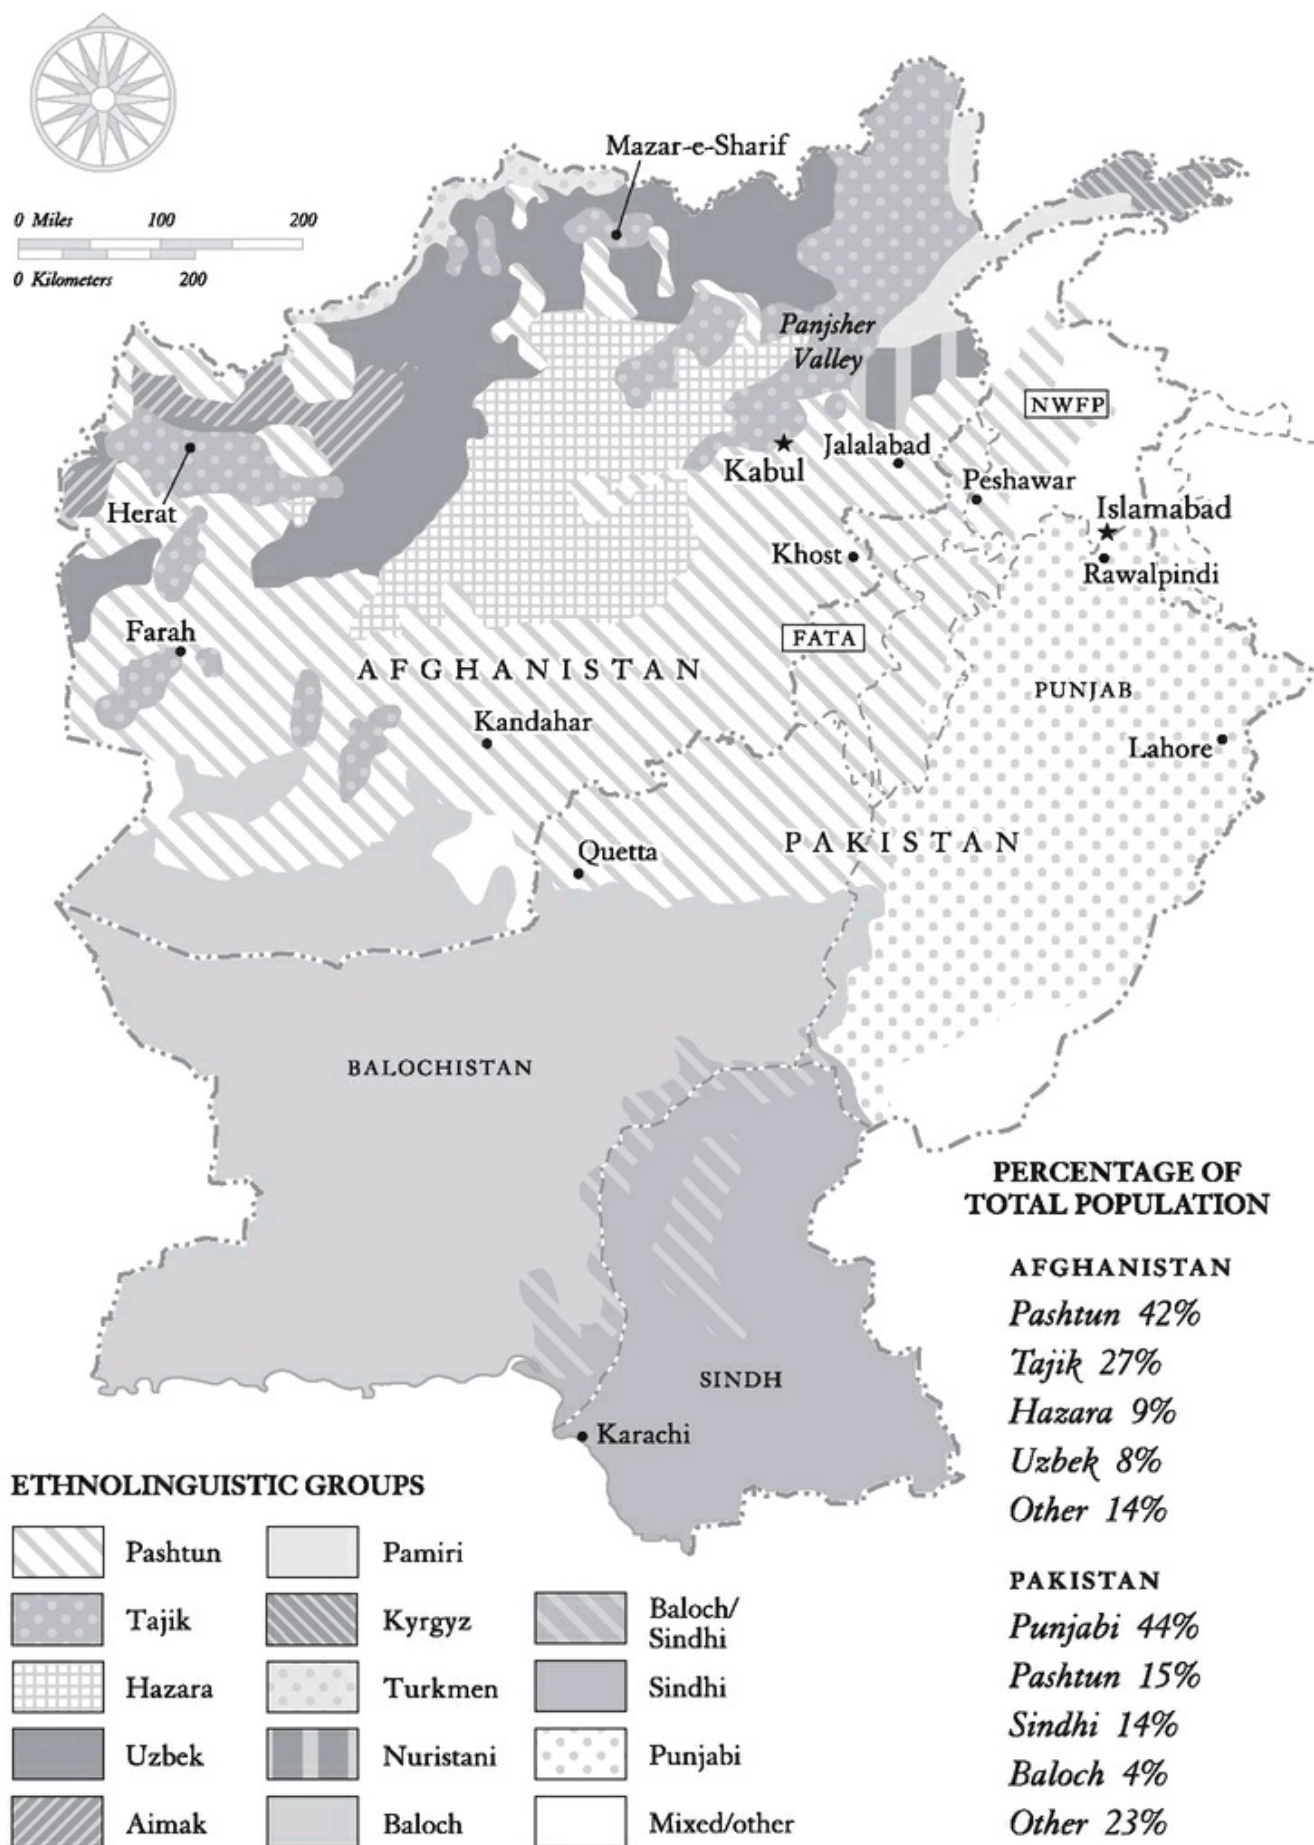 Mazar-e-Sharif
0 Miles 100 200
0 Kilometers 200
Panjsher
Valley
NWFP
Kabul
Jalalabad
Peshawar
Islamabad
Rawalpindi
Herat
Khost
Farah
FATA
AFGHANISTAN
PUNJAB
Kandahar
Lahore
PAKISTAN
Quetta
BALOCHISTAN
SINDH
Karachi
PERCENTAGE OF
TOTAL POPULATION
AFGHANISTAN
Pashtun 42%
Tajik 27%
Hazara 9%
Uzbek 8%
Other 14%
PAKISTAN
Punjabi 44%
Pashtun 15%
Sindhi 14%
Baloch 4%
Other 23%
ETHNOLINGUISTIC GROUPS
Pashtun
Tajik
Hazara
Uzbek
Aimak
Pamiri
Kyrgyz
Turkmen
Nuristani
Baloch
Baloch/
Sindhi
Sindhi
Punjabi
Mixed/other